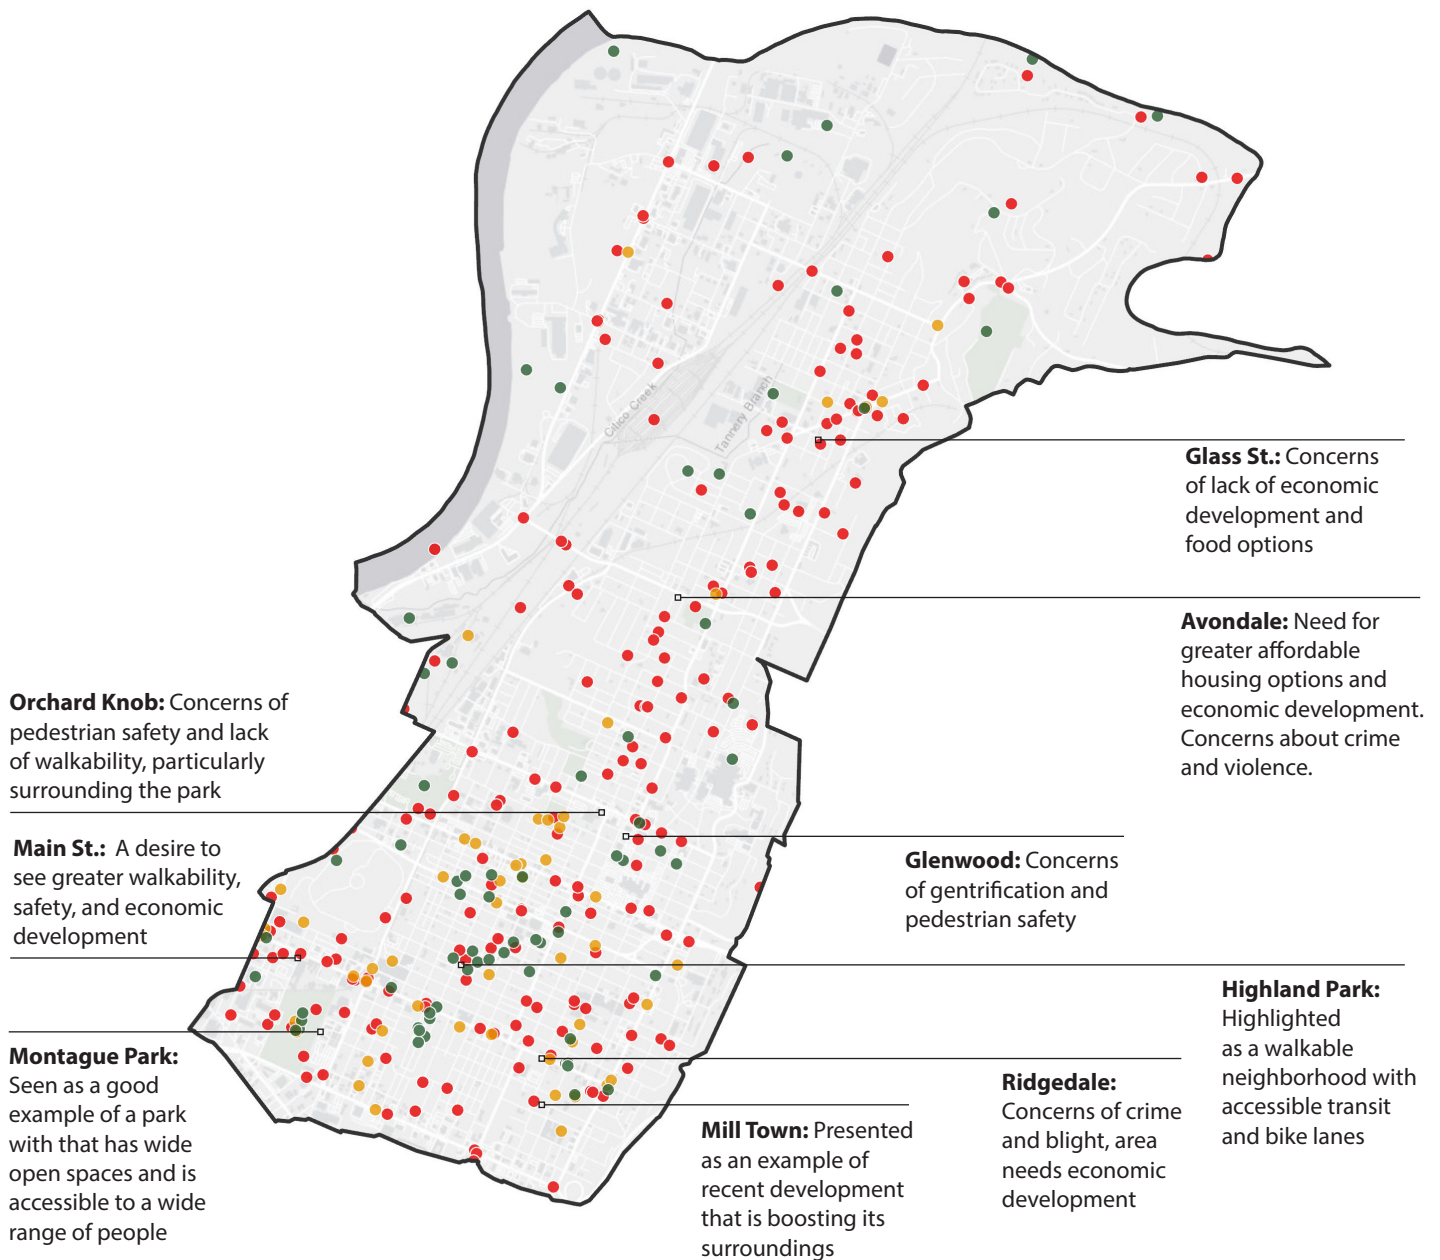 Citico Creek
Tannery Branch
Glass St.: Concerns
of lack of economic
development and
food options
Avondale: Need for
greater affordable
housing options and
economic development.
Concerns about crime
and violence.
Orchard Knob: Concerns of
pedestrian safety and lack
of walkability, particularly
surrounding the park
Main St.: A desire to
see greater walkability,
safety, and economic
development
Glenwood: Concerns
of gentrification and
pedestrian safety
Highland Park:
Highlighted
as a walkable
neighborhood with
accessible transit
and bike lanes
Montague Park:
Seen as a good
example of a park
with that has wide
open spaces and is
accessible to a wide
range of people
Ridgedale:
Concerns of crime
and blight, area
needs economic
development
Mill Town: Presented
as an example of
recent development
that is boosting its
surroundings